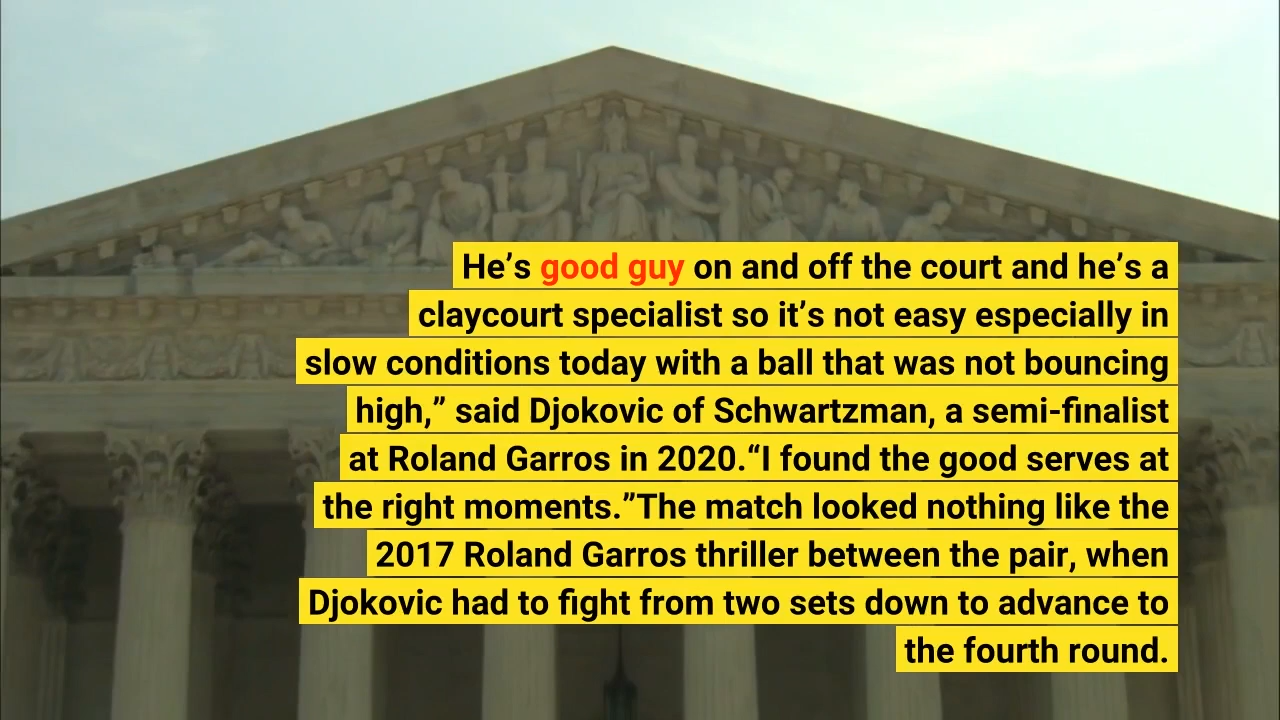 He’s good guy on and off the court and he’s a
claycourt specialist so it’s not easy especially in
slow conditions today with a ball that was not bouncing
high,” said Djokovic of Schwartzman, a semi-finalist
at Roland Garros in 2020.“I found the good serves at
the right moments.”The match looked nothing like the
2017 Roland Garros thriller between the pair, when
Djokovic had to fight from two sets down to advance to
the fourth round.